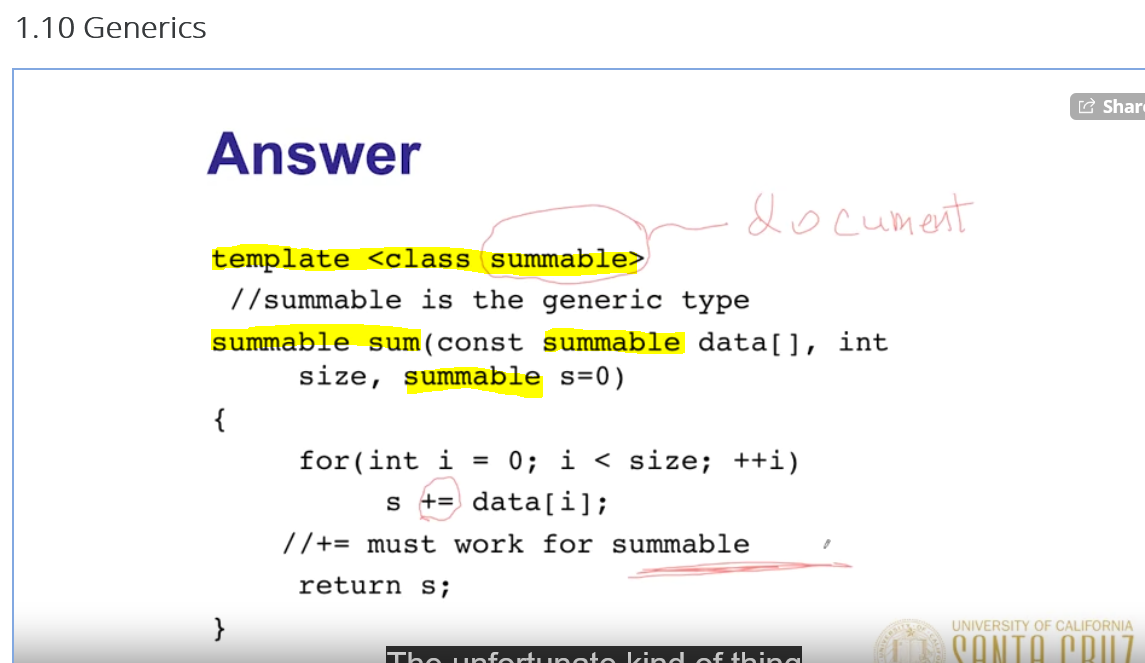 1.10 Generics
Share
Answer
document
template <class summable>
//summable is the generic type
summable sum(const summable data[], int
size, summable s=0)
{
for(int i = 0; i < size; ++i)
s += data[i];
//+= must work for summable
return s;
}
UNIVERSITY OF CALIFORNIA
SANTA CRUZ
The unfortunate kind of thing